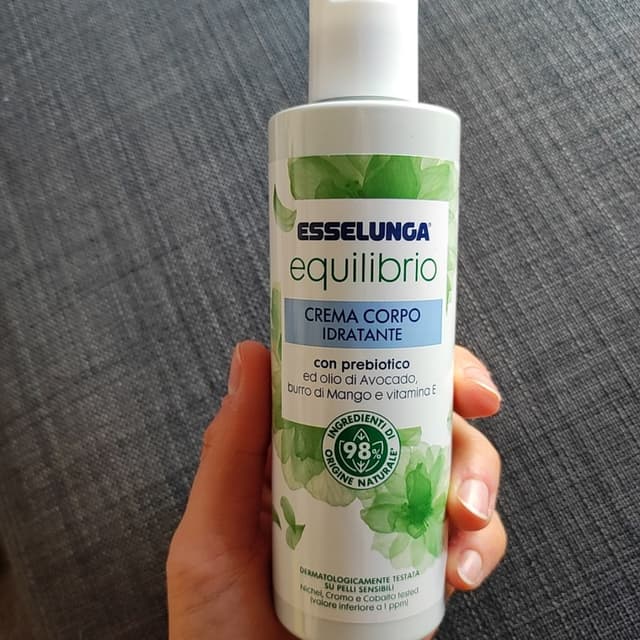 ESSELUNGA®
equilibrio
CREMA CORPO
IDRATANTE
con prebiotico
ed olio di Avocado,
burro di Mango e vitamina E
INGREDIENTI DI
98%
ORIGINE NATURALE*
DERMATOLOGICAMENTE TESTATA
SU PELLI SENSIBILI
Nichel, Cromo e Cobalto tested
(valore inferiore a 1 ppm)